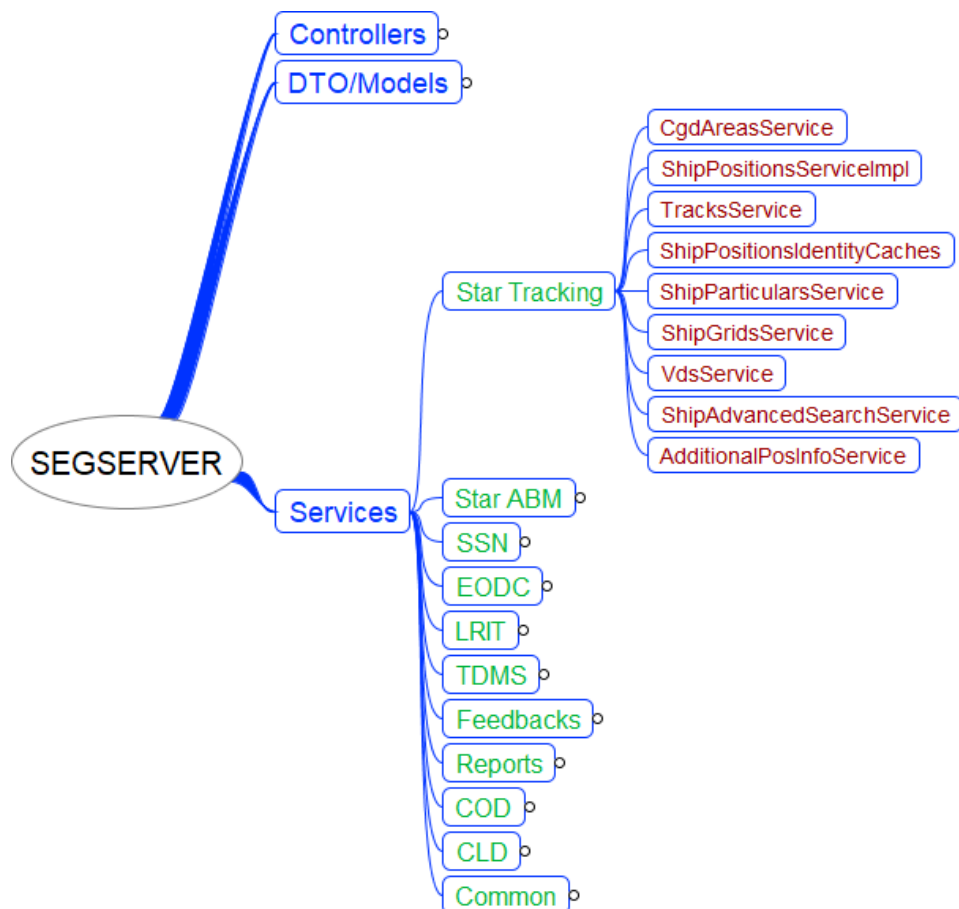 Controllers
DTO/Models
CgdAreasService
ShipPositionsServiceImpl
TracksService
ShipPositionsIdentityCaches
Star Tracking
ShipParticularsService
ShipGridsService
VdsService
ShipAdvancedSearchService
AdditionalPosInfoService
SEGSERVER
Services
Star ABM
SSN
EODC
LRIT
TDMS
Feedbacks
Reports
COD
CLD
Common